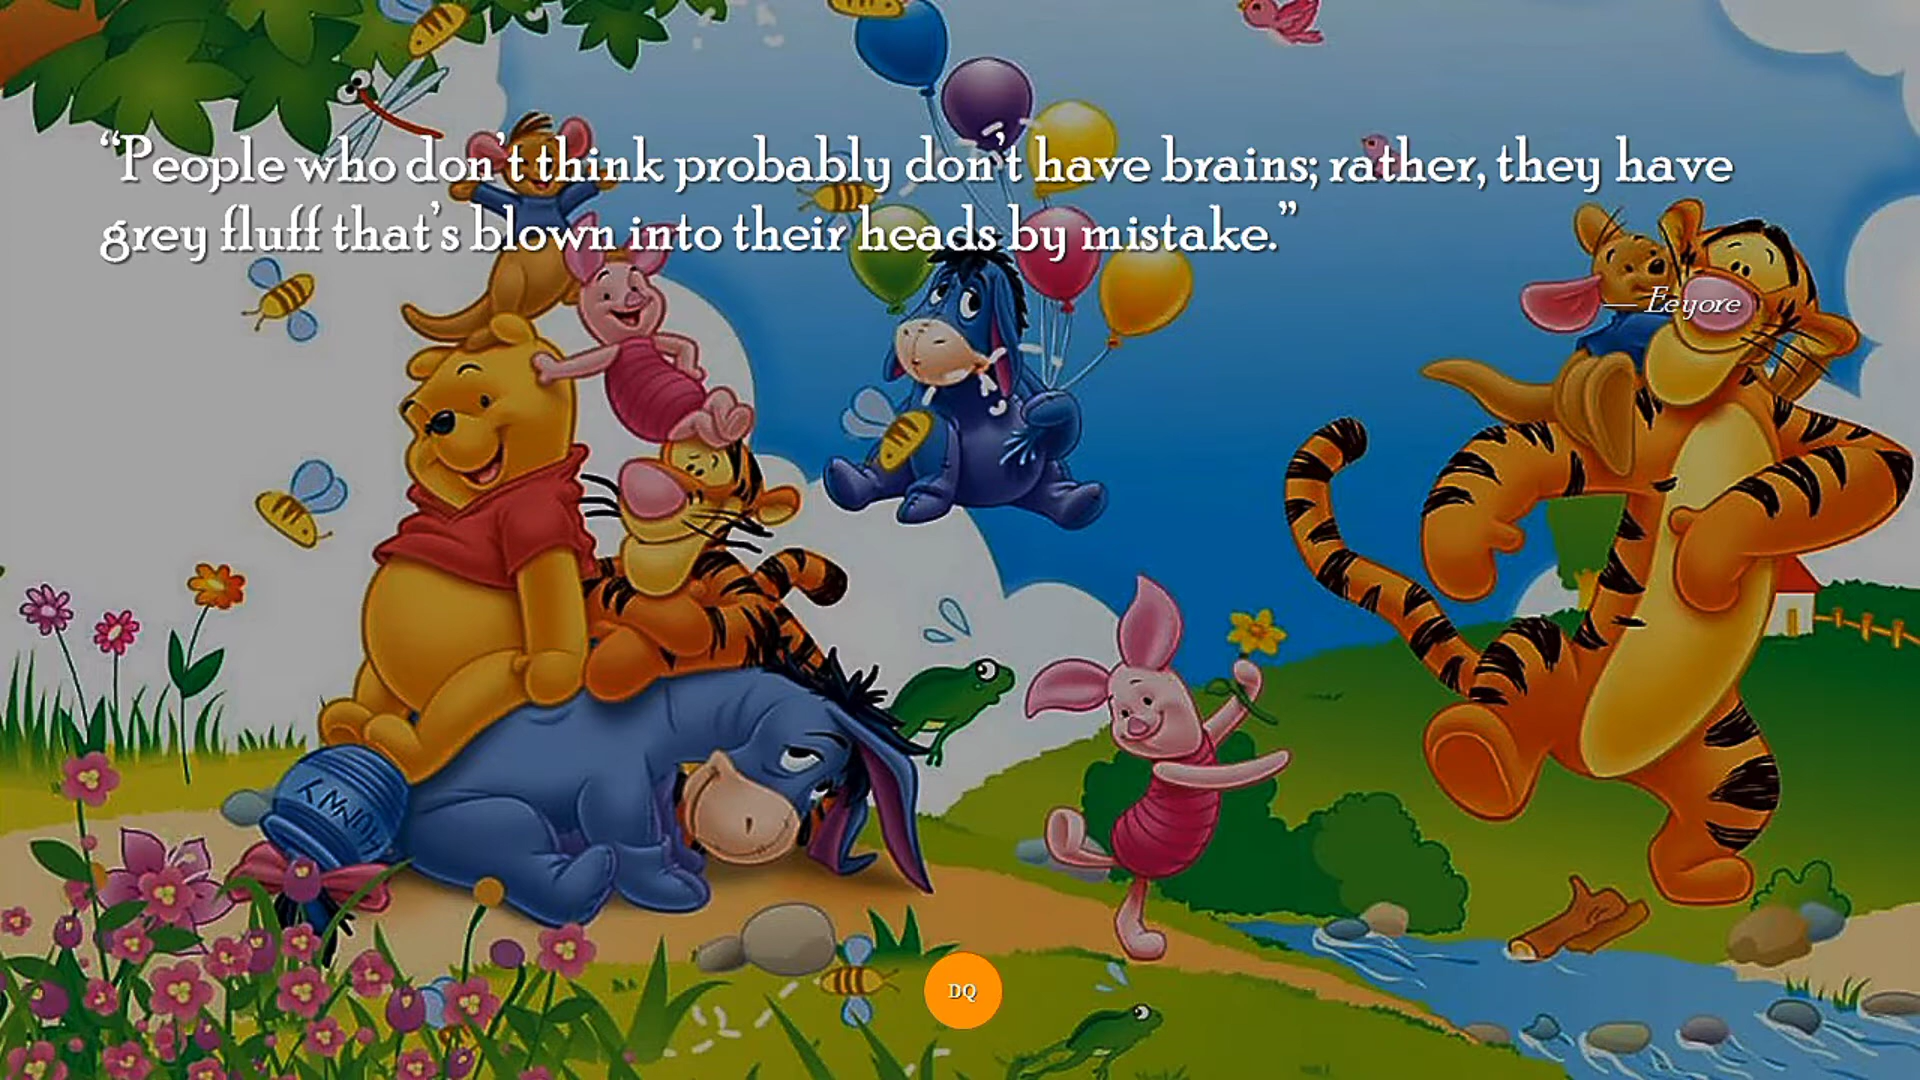 “People who don’t think probably don’t have brains; rather, they have
grey fluff that’s blown into their heads by mistake.”
— Eeyore
HUNNY
DQ